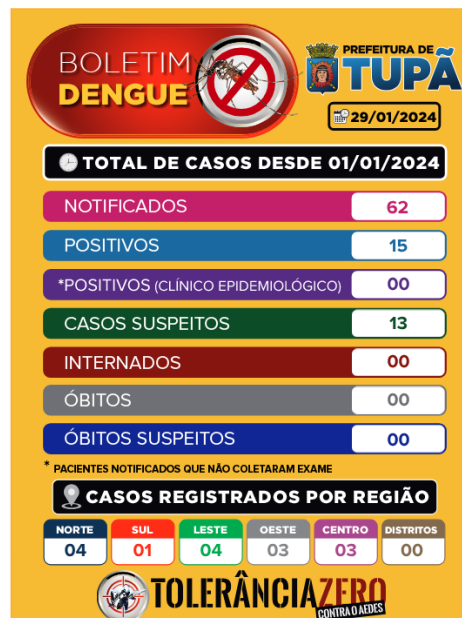 BOLETIM
DENGUE
PREFEITURA DE
TUPÃ
29/01/2024
TOTAL DE CASOS DESDE 01/01/2024
NOTIFICADOS 62
POSITIVOS 15
*POSITIVOS (CLÍNICO EPIDEMIOLÓGICO) 00
CASOS SUSPEITOS 13
INTERNADOS 00
ÓBITOS 00
ÓBITOS SUSPEITOS 00
* PACIENTES NOTIFICADOS QUE NÃO COLETARAM EXAME
CASOS REGISTRADOS POR REGIÃO
NORTE SUL LESTE OESTE CENTRO DISTRITOS
04 01 04 03 03 00
TOLERÂNCIA ZERO
CONTRA O AEDES